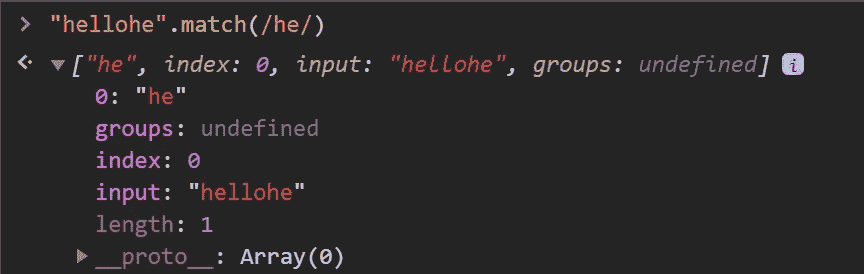 > "hellohe".match(/he/)
< ▼ ["he", index: 0, input: "hellohe", groups: undefined] i
0: "he"
groups: undefined
index: 0
input: "hellohe"
length: 1
▶ __proto__: Array(0)